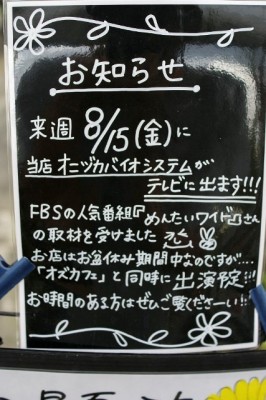 お知らせ
来週 8/15(金)に
当店 オニヅカバイオシステムが
テレビに出ます!!!
FBSの人気番組『めんたいワイド』さん
の取材を受けました
お店はお盆休み期間中なのですが…
「オズカフェ」と同時に出演予定!!!
お時間のある方はぜひご覧くださーい!!